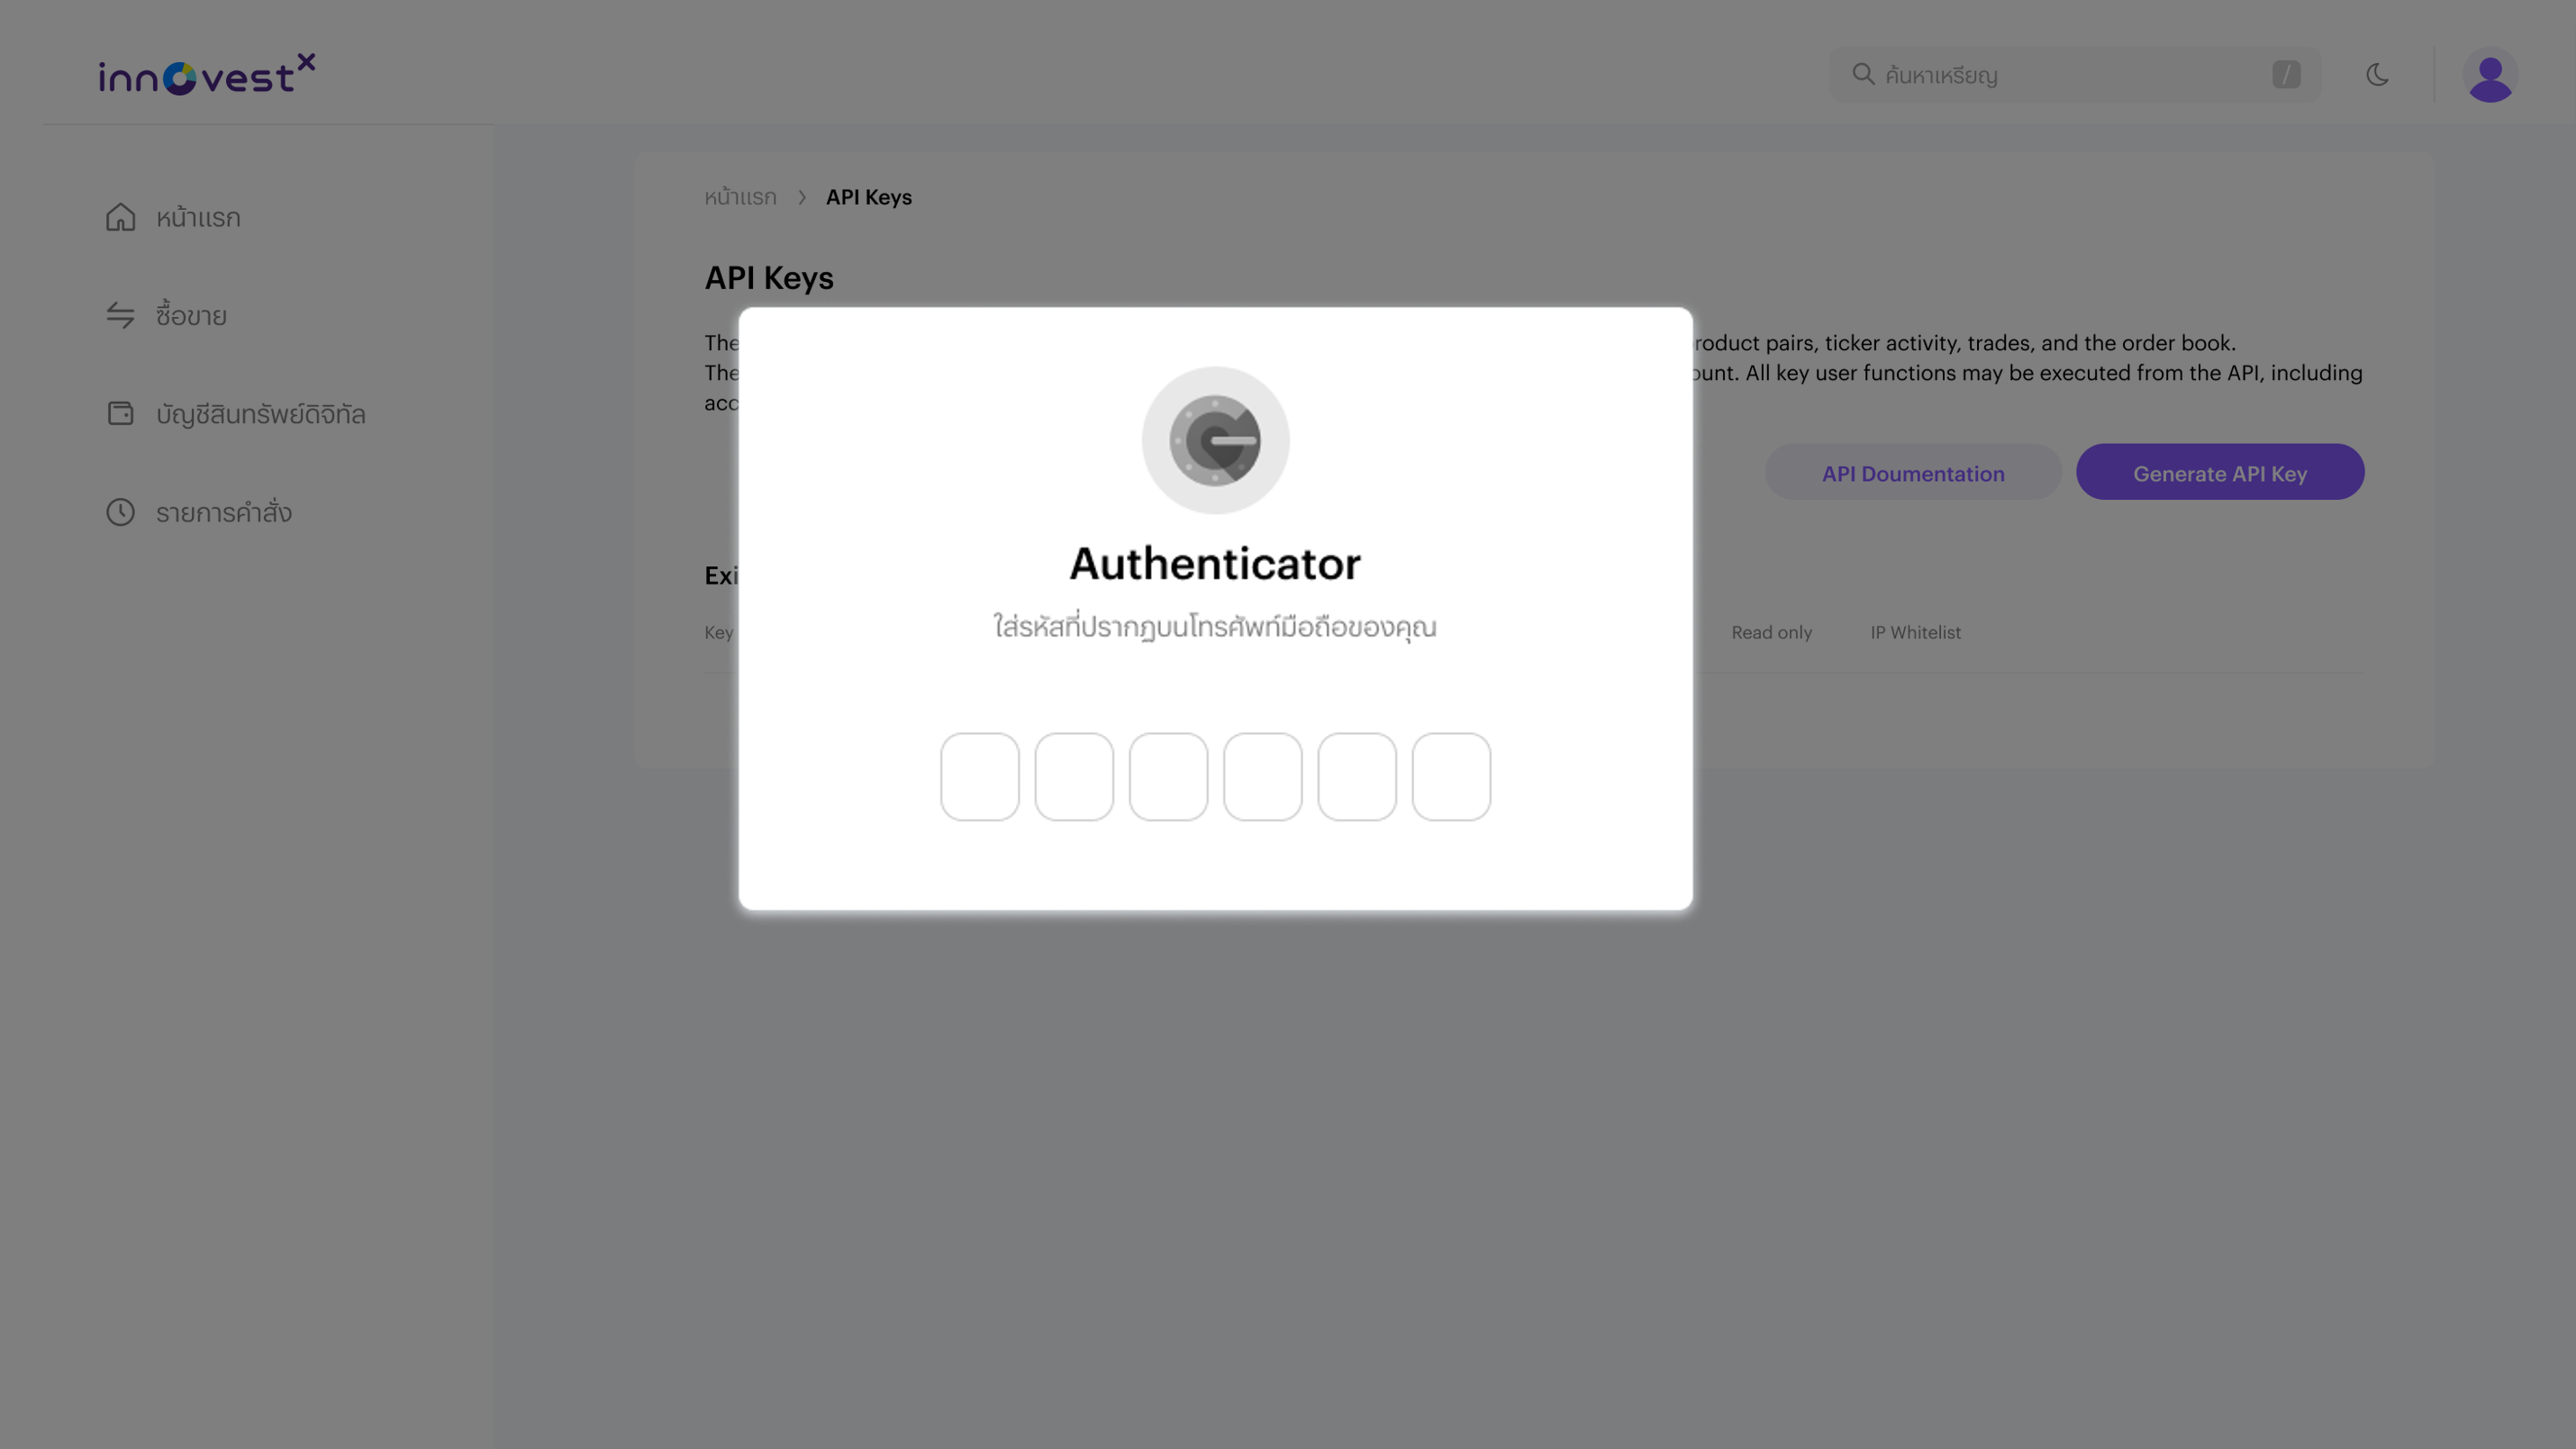 innovestx
ค้นหาเหรียญ /
หน้าแรก
ซื้อขาย
บัญชีสินทรัพย์ดิจิทัล
รายการคำสั่ง
หน้าแรก > API Keys
API Keys
The roduct pairs, ticker activity, trades, and the order book.
The ount. All key user functions may be executed from the API, including
acc
API Doumentation
Generate API Key
Exi
Key Read only IP Whitelist
Authenticator
ใส่รหัสที่ปรากฏบนโทรศัพท์มือถือของคุณ